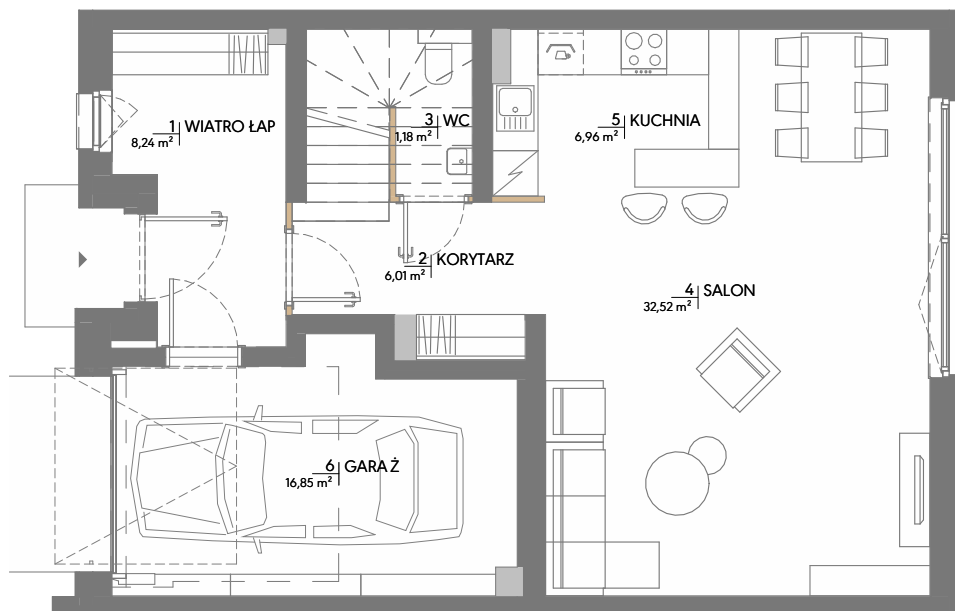 1 WIATRO ŁAP
8,24 m²
3 WC
1,18 m²
5 KUCHNIA
6,96 m²
2 KORYTARZ
6,01 m²
4 SALON
32,52 m²
6 GARAŻ
16,85 m²